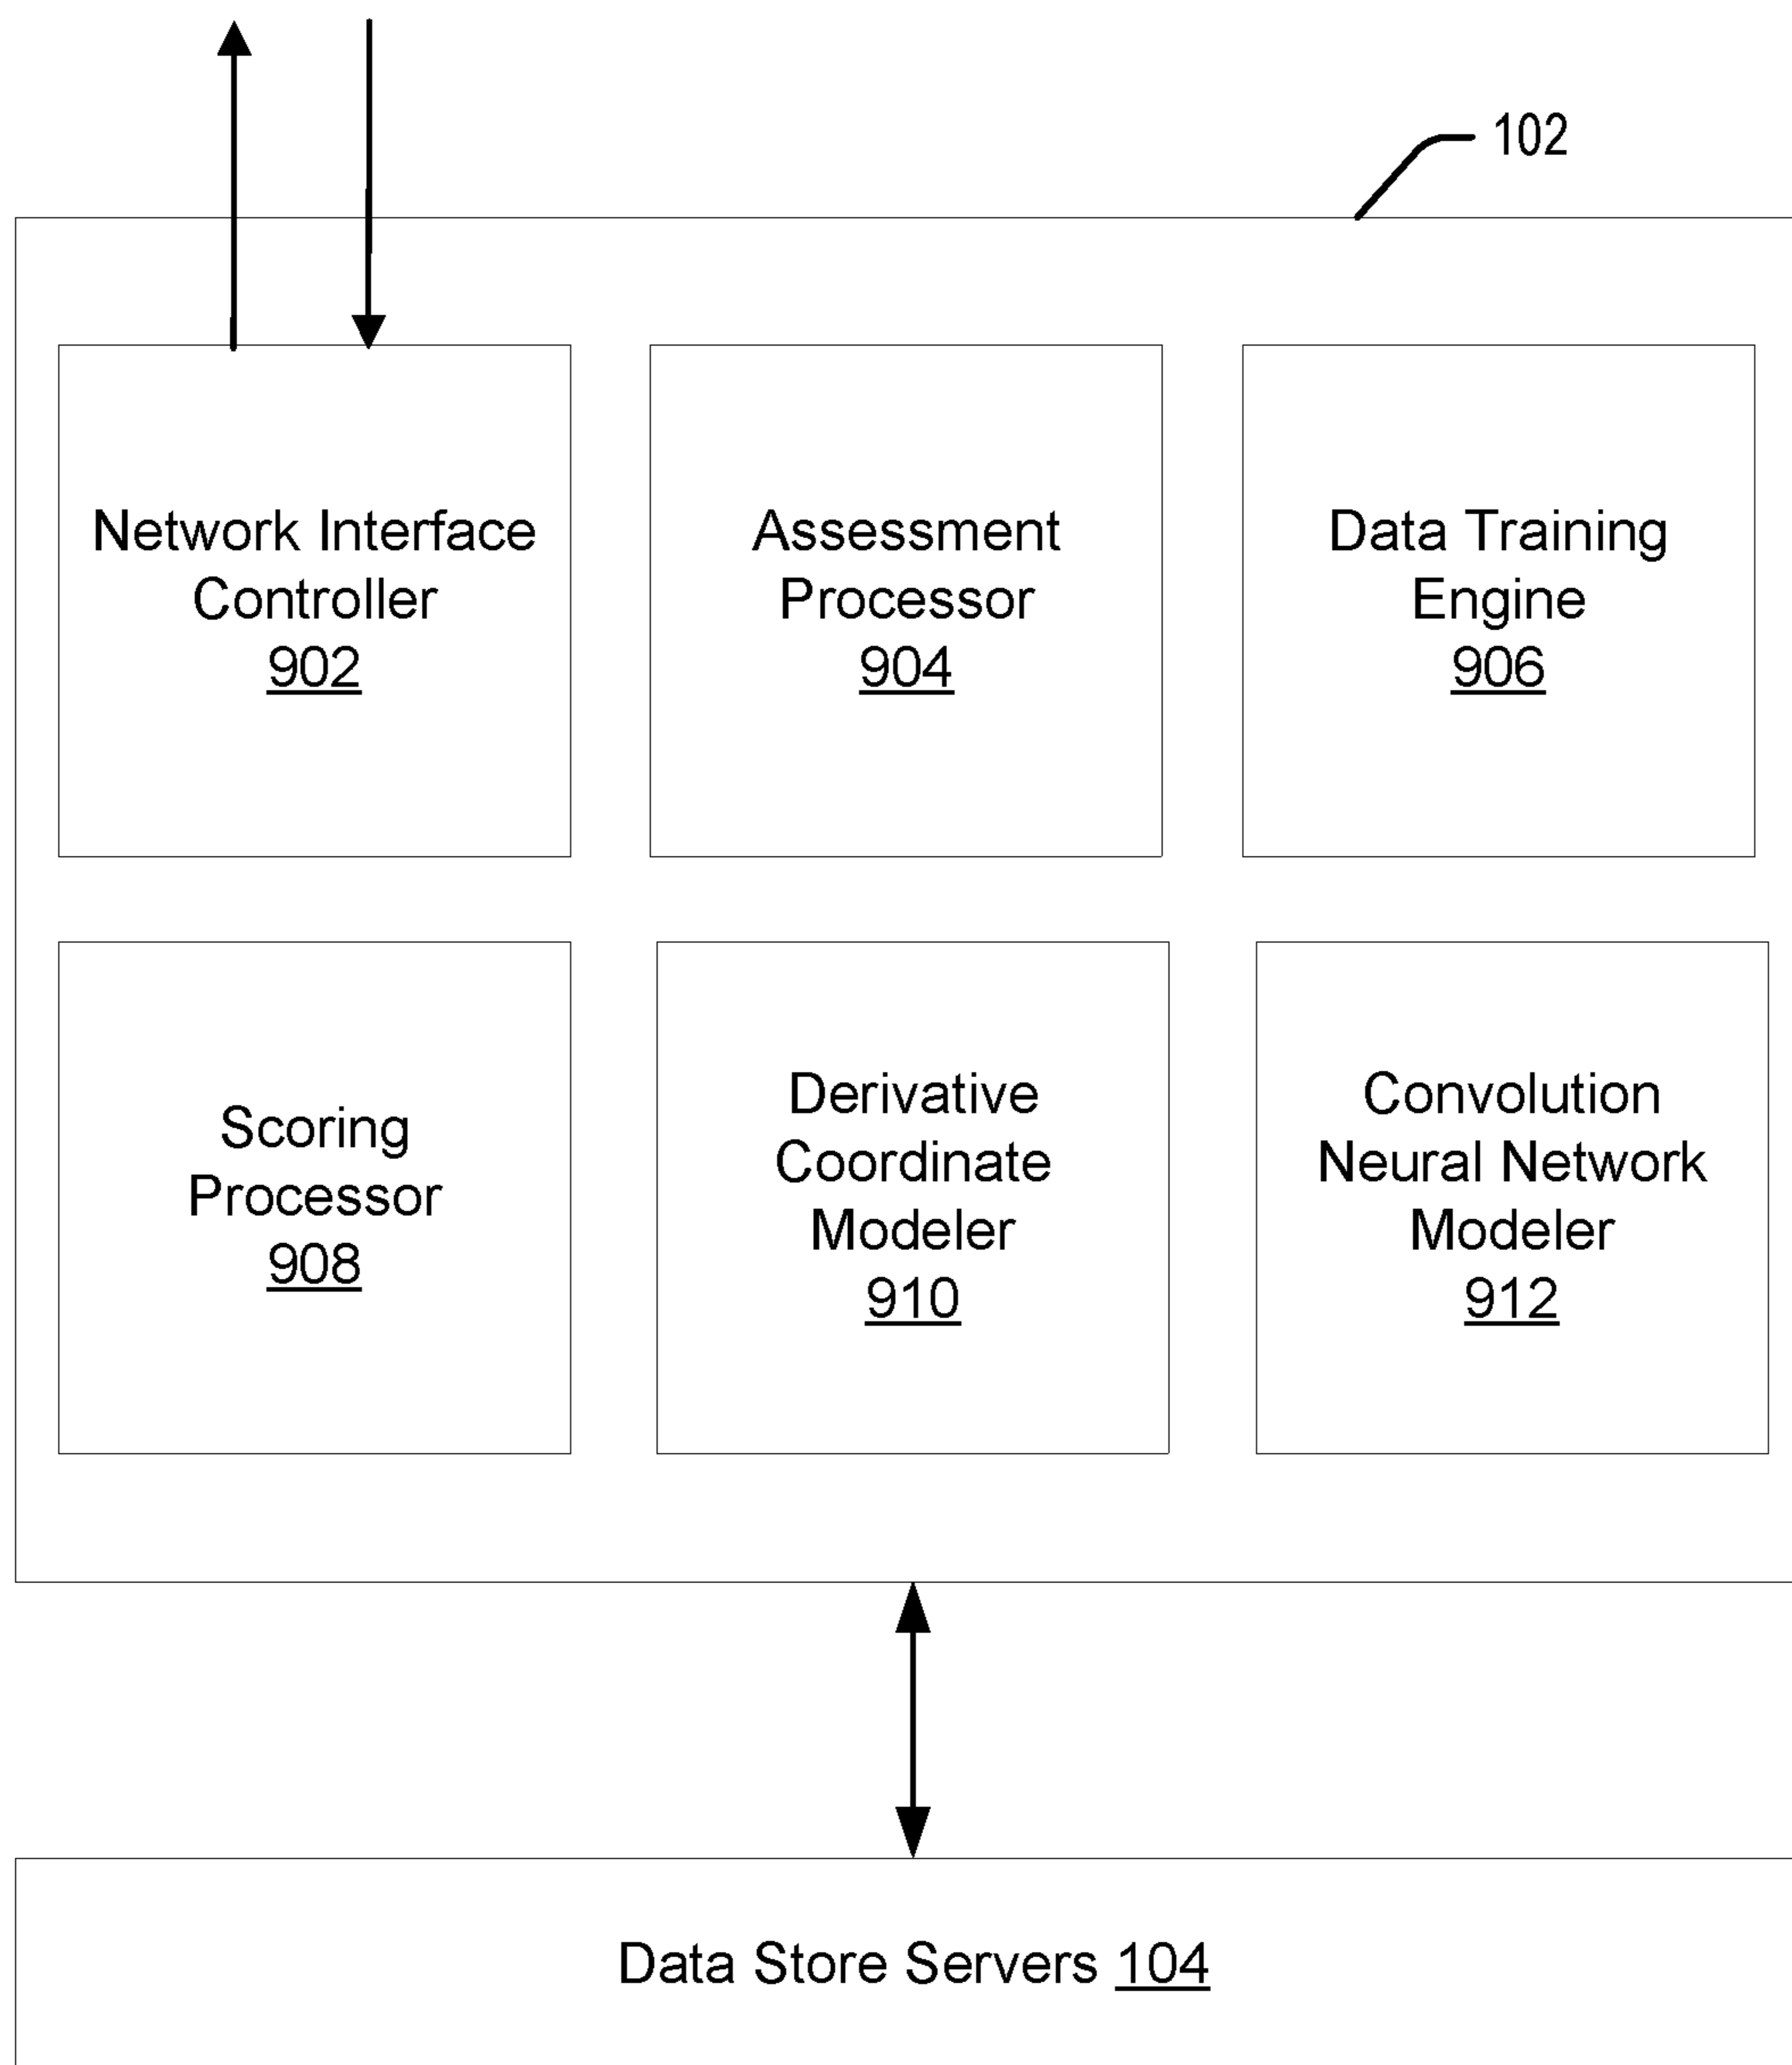 102
Network Interface
Controller
902
Assessment
Processor
904
Data Training
Engine
906
Scoring
Processor
908
Derivative
Coordinate
Modeler
910
Convolution
Neural Network
Modeler
912
Data Store Servers 104